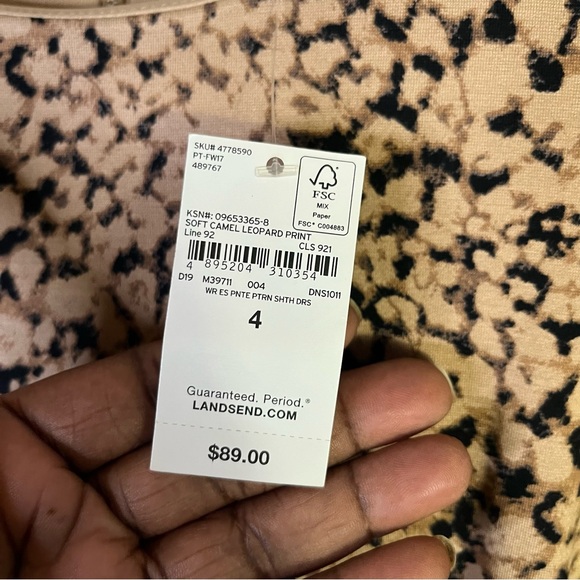 SKU# 4778590
PT-FW17
489767
FSC
MIX
Paper
FSC® C004883
KSN#: 09653365-8
SOFT CAMEL LEOPARD PRINT
Line 92 CLS 921
4 895204 310354
D19 M39711 004 DNS1011
WR ES PNTE PTRN SHTH DRS
4
Guaranteed. Period.®
LANDSEND.COM
$89.00